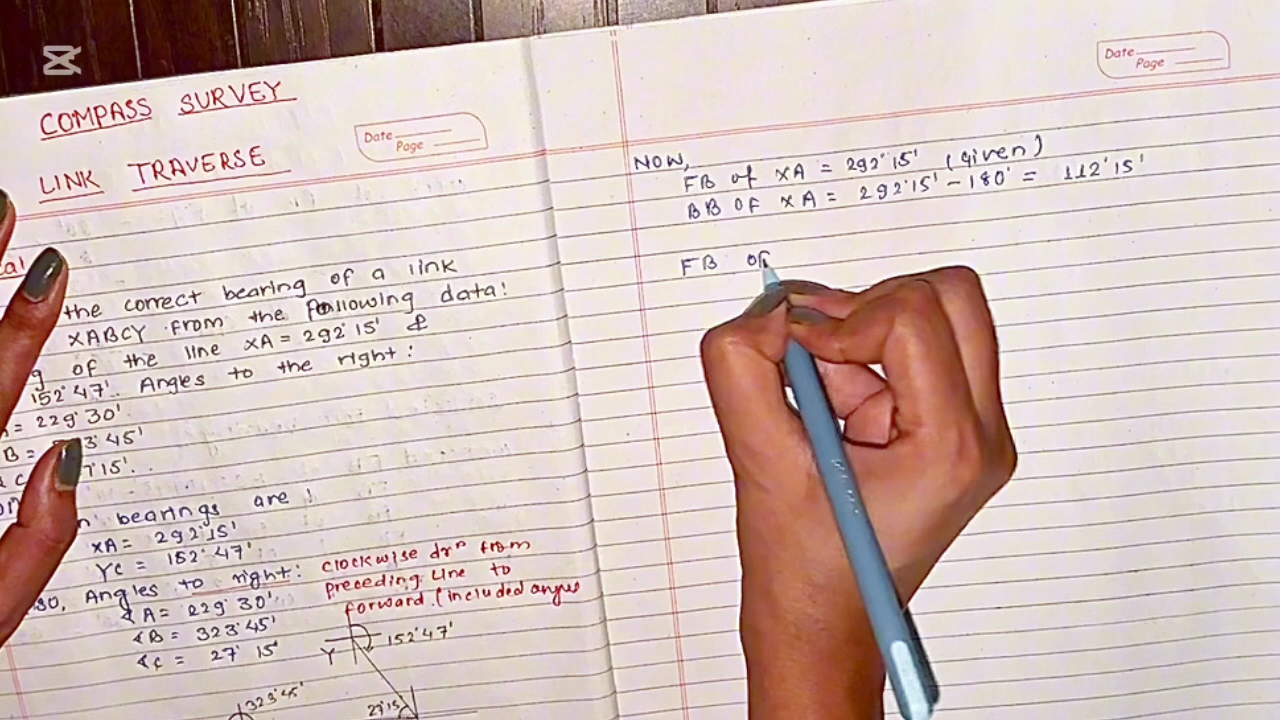 COMPASS SURVEY
LINK TRAVERSE
Date
Page
the correct bearing of a link
XABCY from the following data:
of the line XA = 292°15' &
152°47'. Angles to the right:
= 229°30'
B = 3°45'
15'.
bearings are :
XA = 292°15'
YC = 152°47'
Angles to right: clockwise drⁿ from
preceding line to
forward. (included angles
∡A = 229°30'
∡B = 323°45'
∡C = 27°15'
152°47'
Y
323°45'
27°15'
Date
Page
NOW,
FB of XA = 292°15' (Given)
BB OF XA = 292°15' - 180° = 112°15'
FB OF